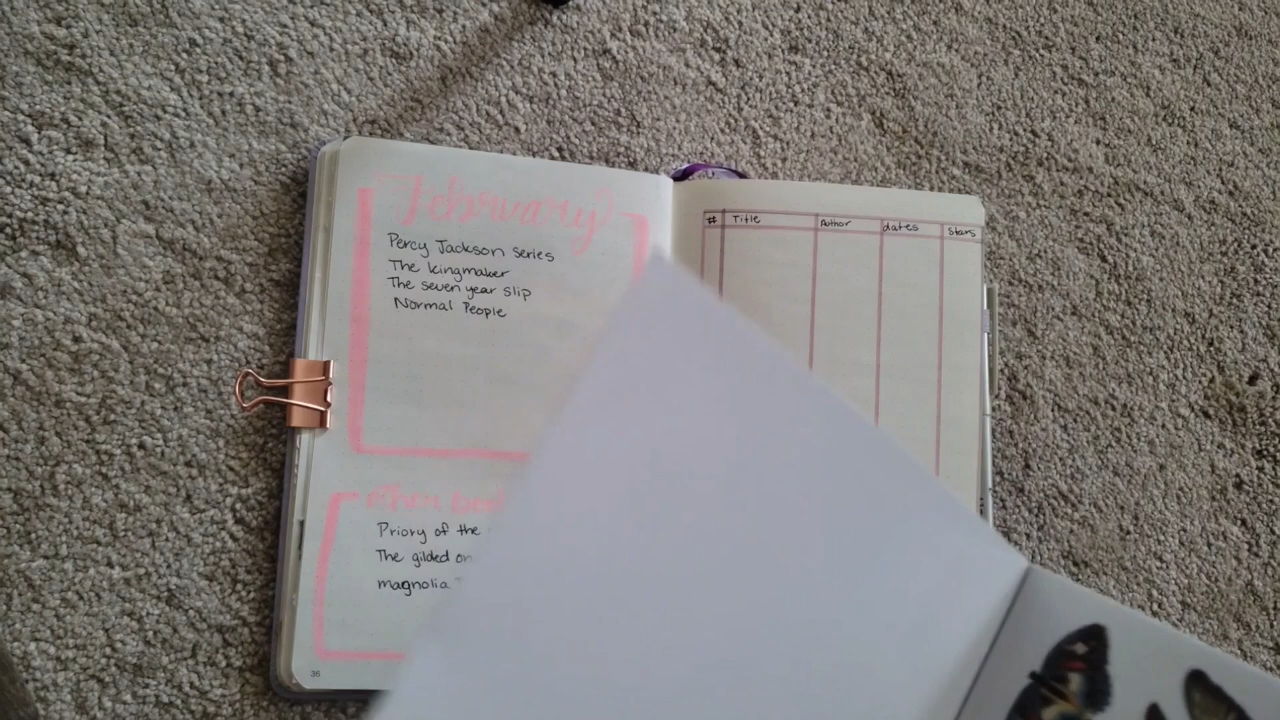 February
Percy Jackson series
The kingmaker
The seven year slip
Normal People
Priory of the
The gilded
magnolia
36
# Title Author dates Stars